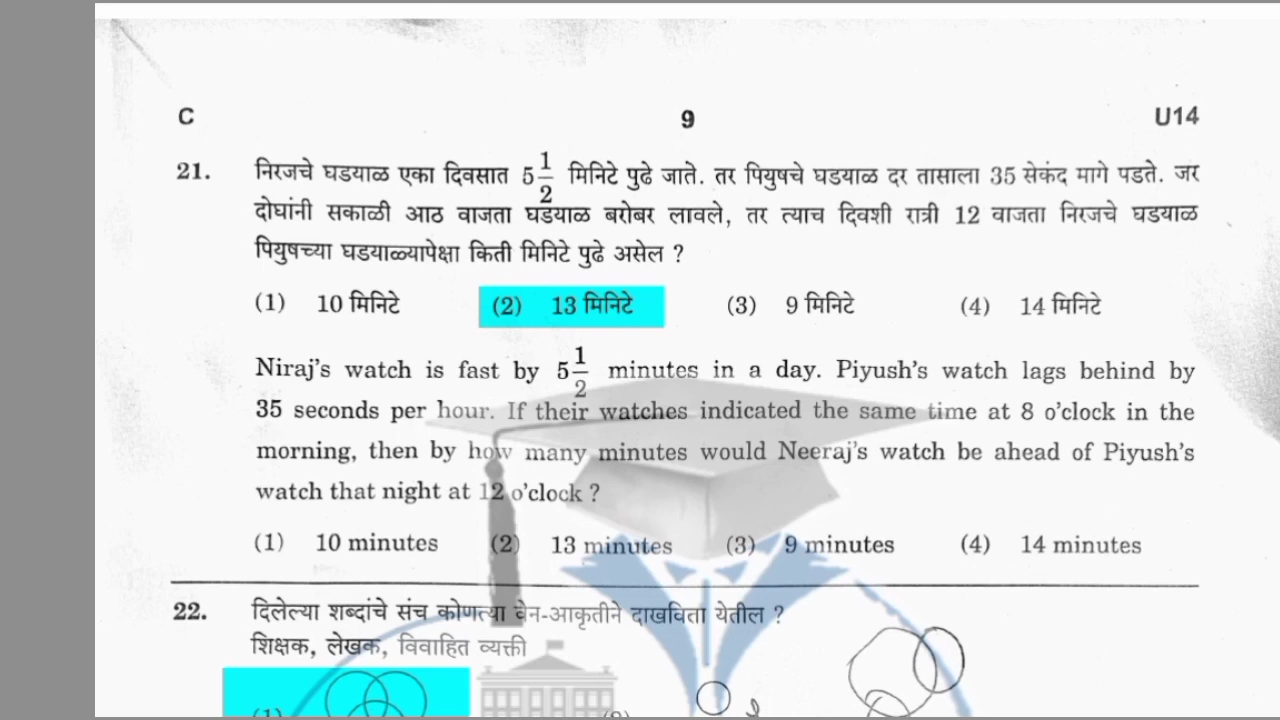 C 9 U14
21. निरजचे घडयाळ एका दिवसात 5 1/2 मिनिटे पुढे जाते. तर पियुषचे घडयाळ दर तासाला 35 सेकंद मागे पडते. जर
दोघांनी सकाळी आठ वाजता घडयाळ बरोबर लावले, तर त्याच दिवशी रात्री 12 वाजता निरजचे घडयाळ
पियुषच्या घडयाळ्यापेक्षा किती मिनिटे पुढे असेल ?
(1) 10 मिनिटे (2) 13 मिनिटे (3) 9 मिनिटे (4) 14 मिनिटे
Niraj's watch is fast by 5 1/2 minutes in a day. Piyush's watch lags behind by
35 seconds per hour. If their watches indicated the same time at 8 o'clock in the
morning, then by how many minutes would Neeraj's watch be ahead of Piyush's
watch that night at 12 o'clock ?
(1) 10 minutes (2) 13 minutes (3) 9 minutes (4) 14 minutes
22. दिलेल्या शब्दांचे संच कोणत्या वेन-आकृतीने दाखविता येतील ?
शिक्षक, लेखक, विवाहित व्यक्ती
(1) (2)